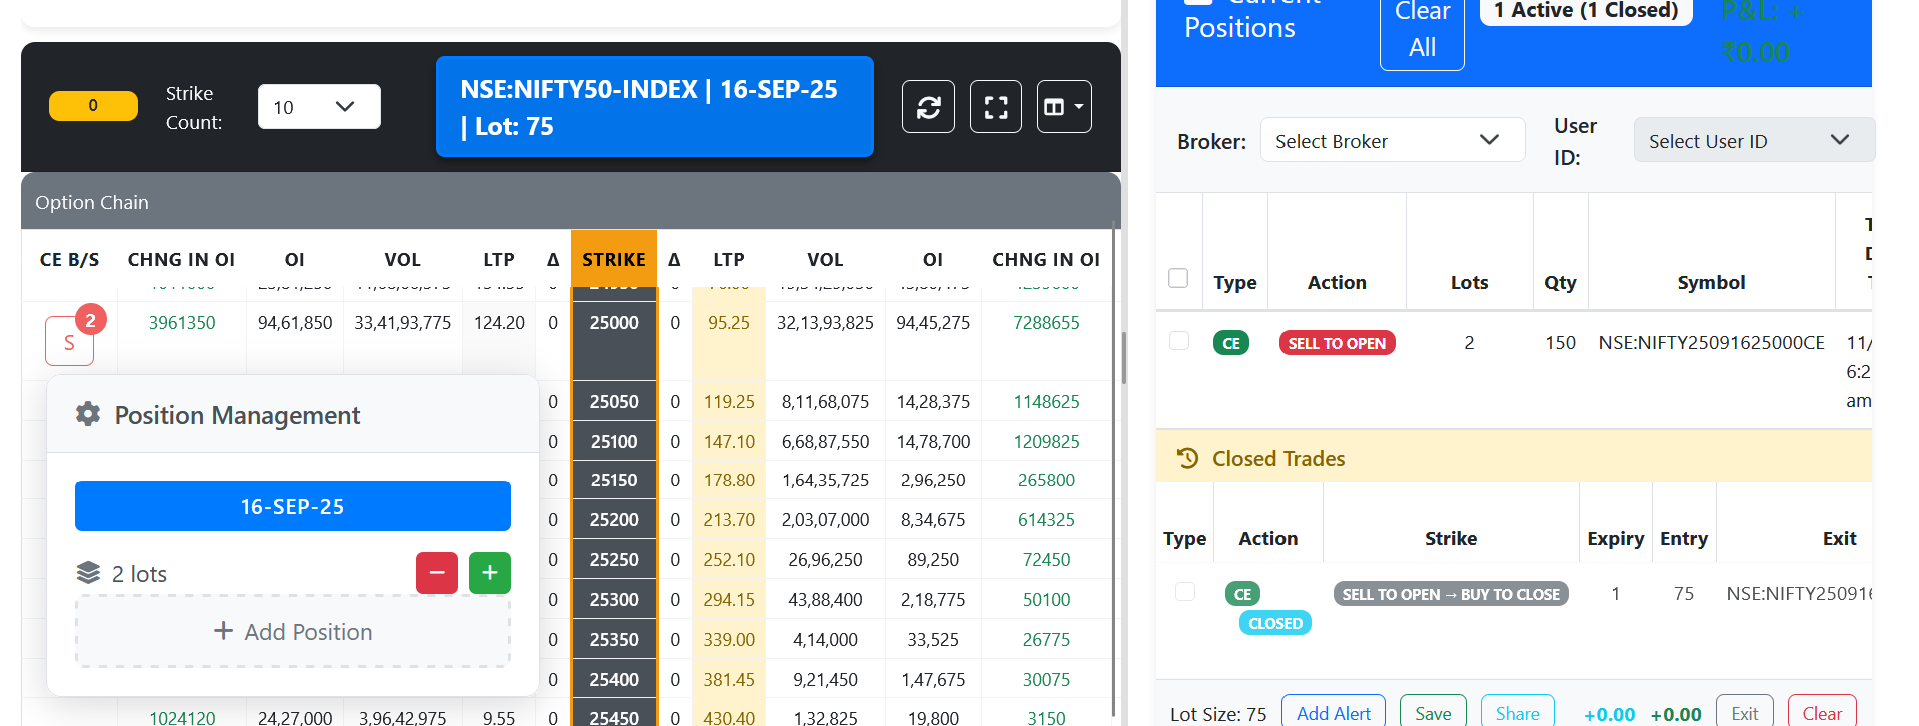 0
Strike
Count:
10
NSE:NIFTY50-INDEX | 16-SEP-25
| Lot: 75
Option Chain
CE B/S CHNG IN OI OI VOL LTP Δ STRIKE Δ LTP VOL OI CHNG IN OI
S 2 3961350 94,61,850 33,41,93,775 124.20 0 25000 0 95.25 32,13,93,825 94,45,275 7288655
0 25050 0 119.25 8,11,68,075 14,28,375 1148625
0 25100 0 147.10 6,68,87,550 14,78,700 1209825
0 25150 0 178.80 1,64,35,725 2,96,250 265800
0 25200 0 213.70 2,03,07,000 8,34,675 614325
0 25250 0 252.10 26,96,250 89,250 72450
0 25300 0 294.15 43,88,400 2,18,775 50100
0 25350 0 339.00 4,14,000 33,525 26775
0 25400 0 381.45 9,21,450 1,47,675 30075
1024120 24,27,000 3,96,42,975 9.55 0 25450 0 430.40 1,32,825 19,800 3150
Position Management
16-SEP-25
2 lots − +
+ Add Position
Current
Positions
Clear
All
1 Active (1 Closed)
P&L: +
₹0.00
Broker: Select Broker
User
ID:
Select User ID
Type Action Lots Qty Symbol
CE SELL TO OPEN 2 150 NSE:NIFTY25091625000CE 11/
6:2
am
Closed Trades
Type Action Strike Expiry Entry Exit
CE SELL TO OPEN → BUY TO CLOSE 1 75 NSE:NIFTY25091
CLOSED
Lot Size: 75 Add Alert Save Share +0.00 +0.00 Exit Clear